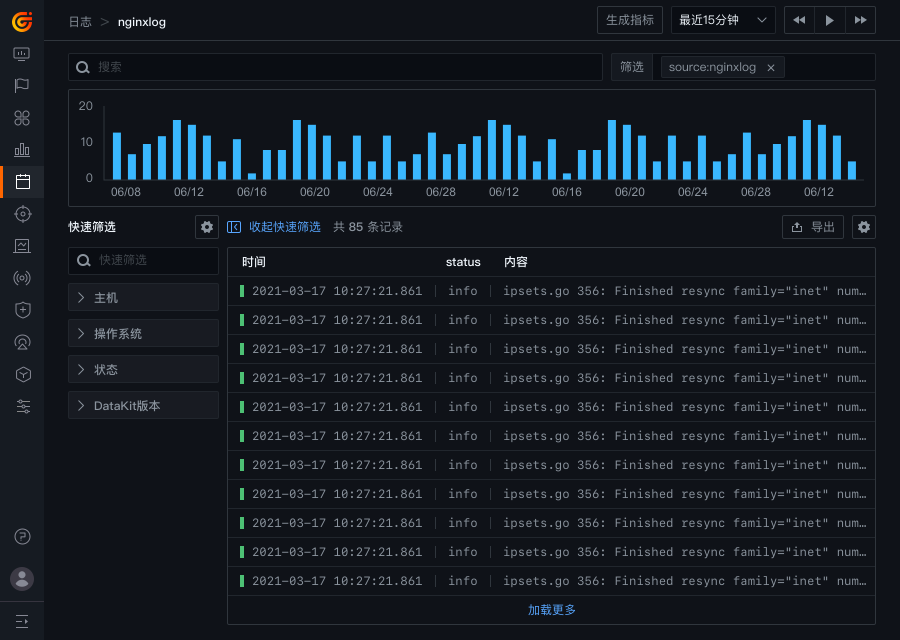 日志 > nginxlog
生成指标
最近15分钟
搜索
筛选
source:nginxlog ×
20
10
0
06/08 06/12 06/16 06/20 06/24 06/28 06/12 06/16 06/20 06/24 06/28 06/12
快速筛选
收起快速筛选 共 85 条记录
导出
快速筛选
主机
操作系统
状态
DataKit版本
时间 status 内容
2021-03-17 10:27:21.861 info ipsets.go 356: Finished resync family="inet" num…
2021-03-17 10:27:21.861 info ipsets.go 356: Finished resync family="inet" num…
2021-03-17 10:27:21.861 info ipsets.go 356: Finished resync family="inet" num…
2021-03-17 10:27:21.861 info ipsets.go 356: Finished resync family="inet" num…
2021-03-17 10:27:21.861 info ipsets.go 356: Finished resync family="inet" num…
2021-03-17 10:27:21.861 info ipsets.go 356: Finished resync family="inet" num…
2021-03-17 10:27:21.861 info ipsets.go 356: Finished resync family="inet" num…
2021-03-17 10:27:21.861 info ipsets.go 356: Finished resync family="inet" num…
2021-03-17 10:27:21.861 info ipsets.go 356: Finished resync family="inet" num…
2021-03-17 10:27:21.861 info ipsets.go 356: Finished resync family="inet" num…
2021-03-17 10:27:21.861 info ipsets.go 356: Finished resync family="inet" num…
加载更多